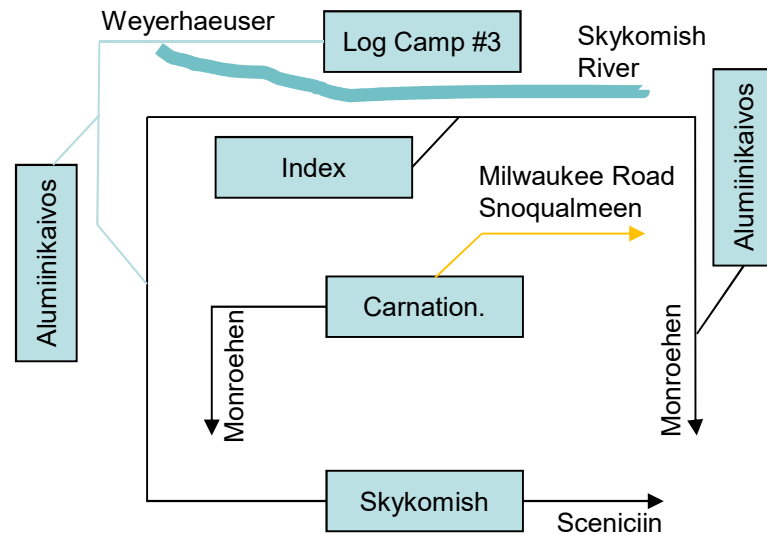 Weyerhaeuser
Log Camp #3
Skykomish
River
Alumiinikaivos
Index
Milwaukee Road
Snoqualmeen
Alumiinikaivos
Carnation.
Monroehen
Monroehen
Skykomish
Sceniciin